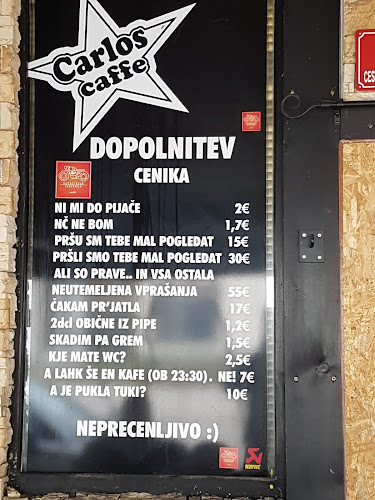 Carlos
caffe
DOPOLNITEV
CENIKA
NI MI DO PIJAČE 2€
NČ NE BOM 1,7€
PRŠU SM TEBE MAL POGLEDAT 15€
PRŠLI SMO TEBE MAL POGLEDAT 30€
ALI SO PRAVE.. IN VSA OSTALA
NEUTEMELJENA VPRAŠANJA 55€
ČAKAM PR'JATLA 17€
2dcl OBIČNE IZ PIPE 1,2€
SKADIM PA GREM 1,5€
KJE MATE WC? 2,5€
A LAHK ŠE EN KAFE (OB 23:30). NE! 7€
A JE PUKLA TUKI? 10€
NEPRECENLJIVO :)
CES